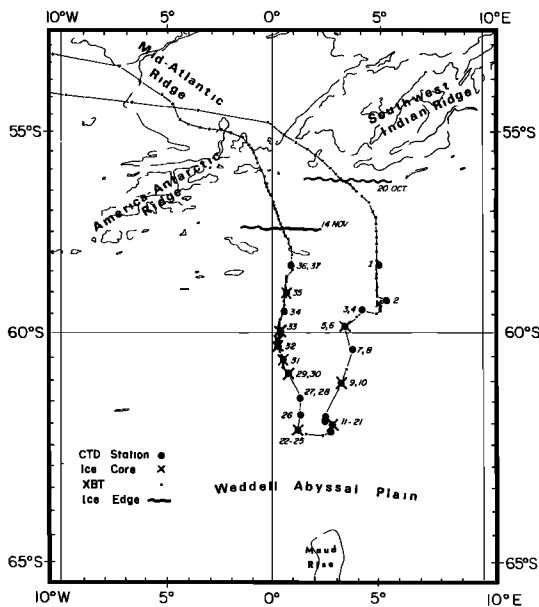 10°W 5° 0° 5° 10°E
Mid-Atlantic
Ridge
Southwest
Indian Ridge
55°S 55°S
20 OCT
America-Antarctic
Ridge
14 NOV
36, 37
1
35
2
34
3,4
33
5,6
60°S 60°S
32
7,8
31
29,30
9,10
27, 28
26
11-21
22-25
CTD Station
Ice Core
XBT
Ice Edge
Weddell Abyssal Plain
Maud
Rise
65°S 65°S
10°W 5° 0° 5° 10°E